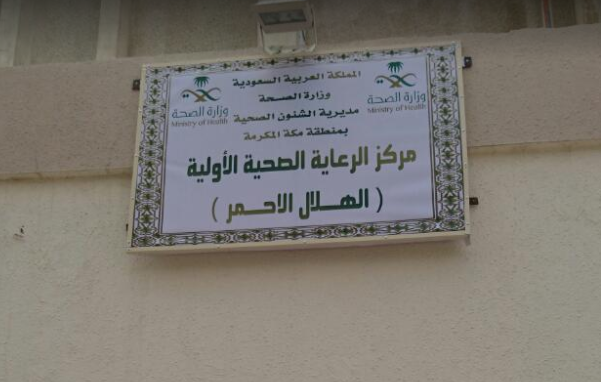 المملكة العربية السعودية
وزارة الصحة
مديرية الشئون الصحية
بمنطقة مكة المكرمة
وزارة الصحة
Ministry of Health
وزارة الصحة
Ministry of Health
مركز الرعاية الصحية الأولية
( الهلال الاحمر )